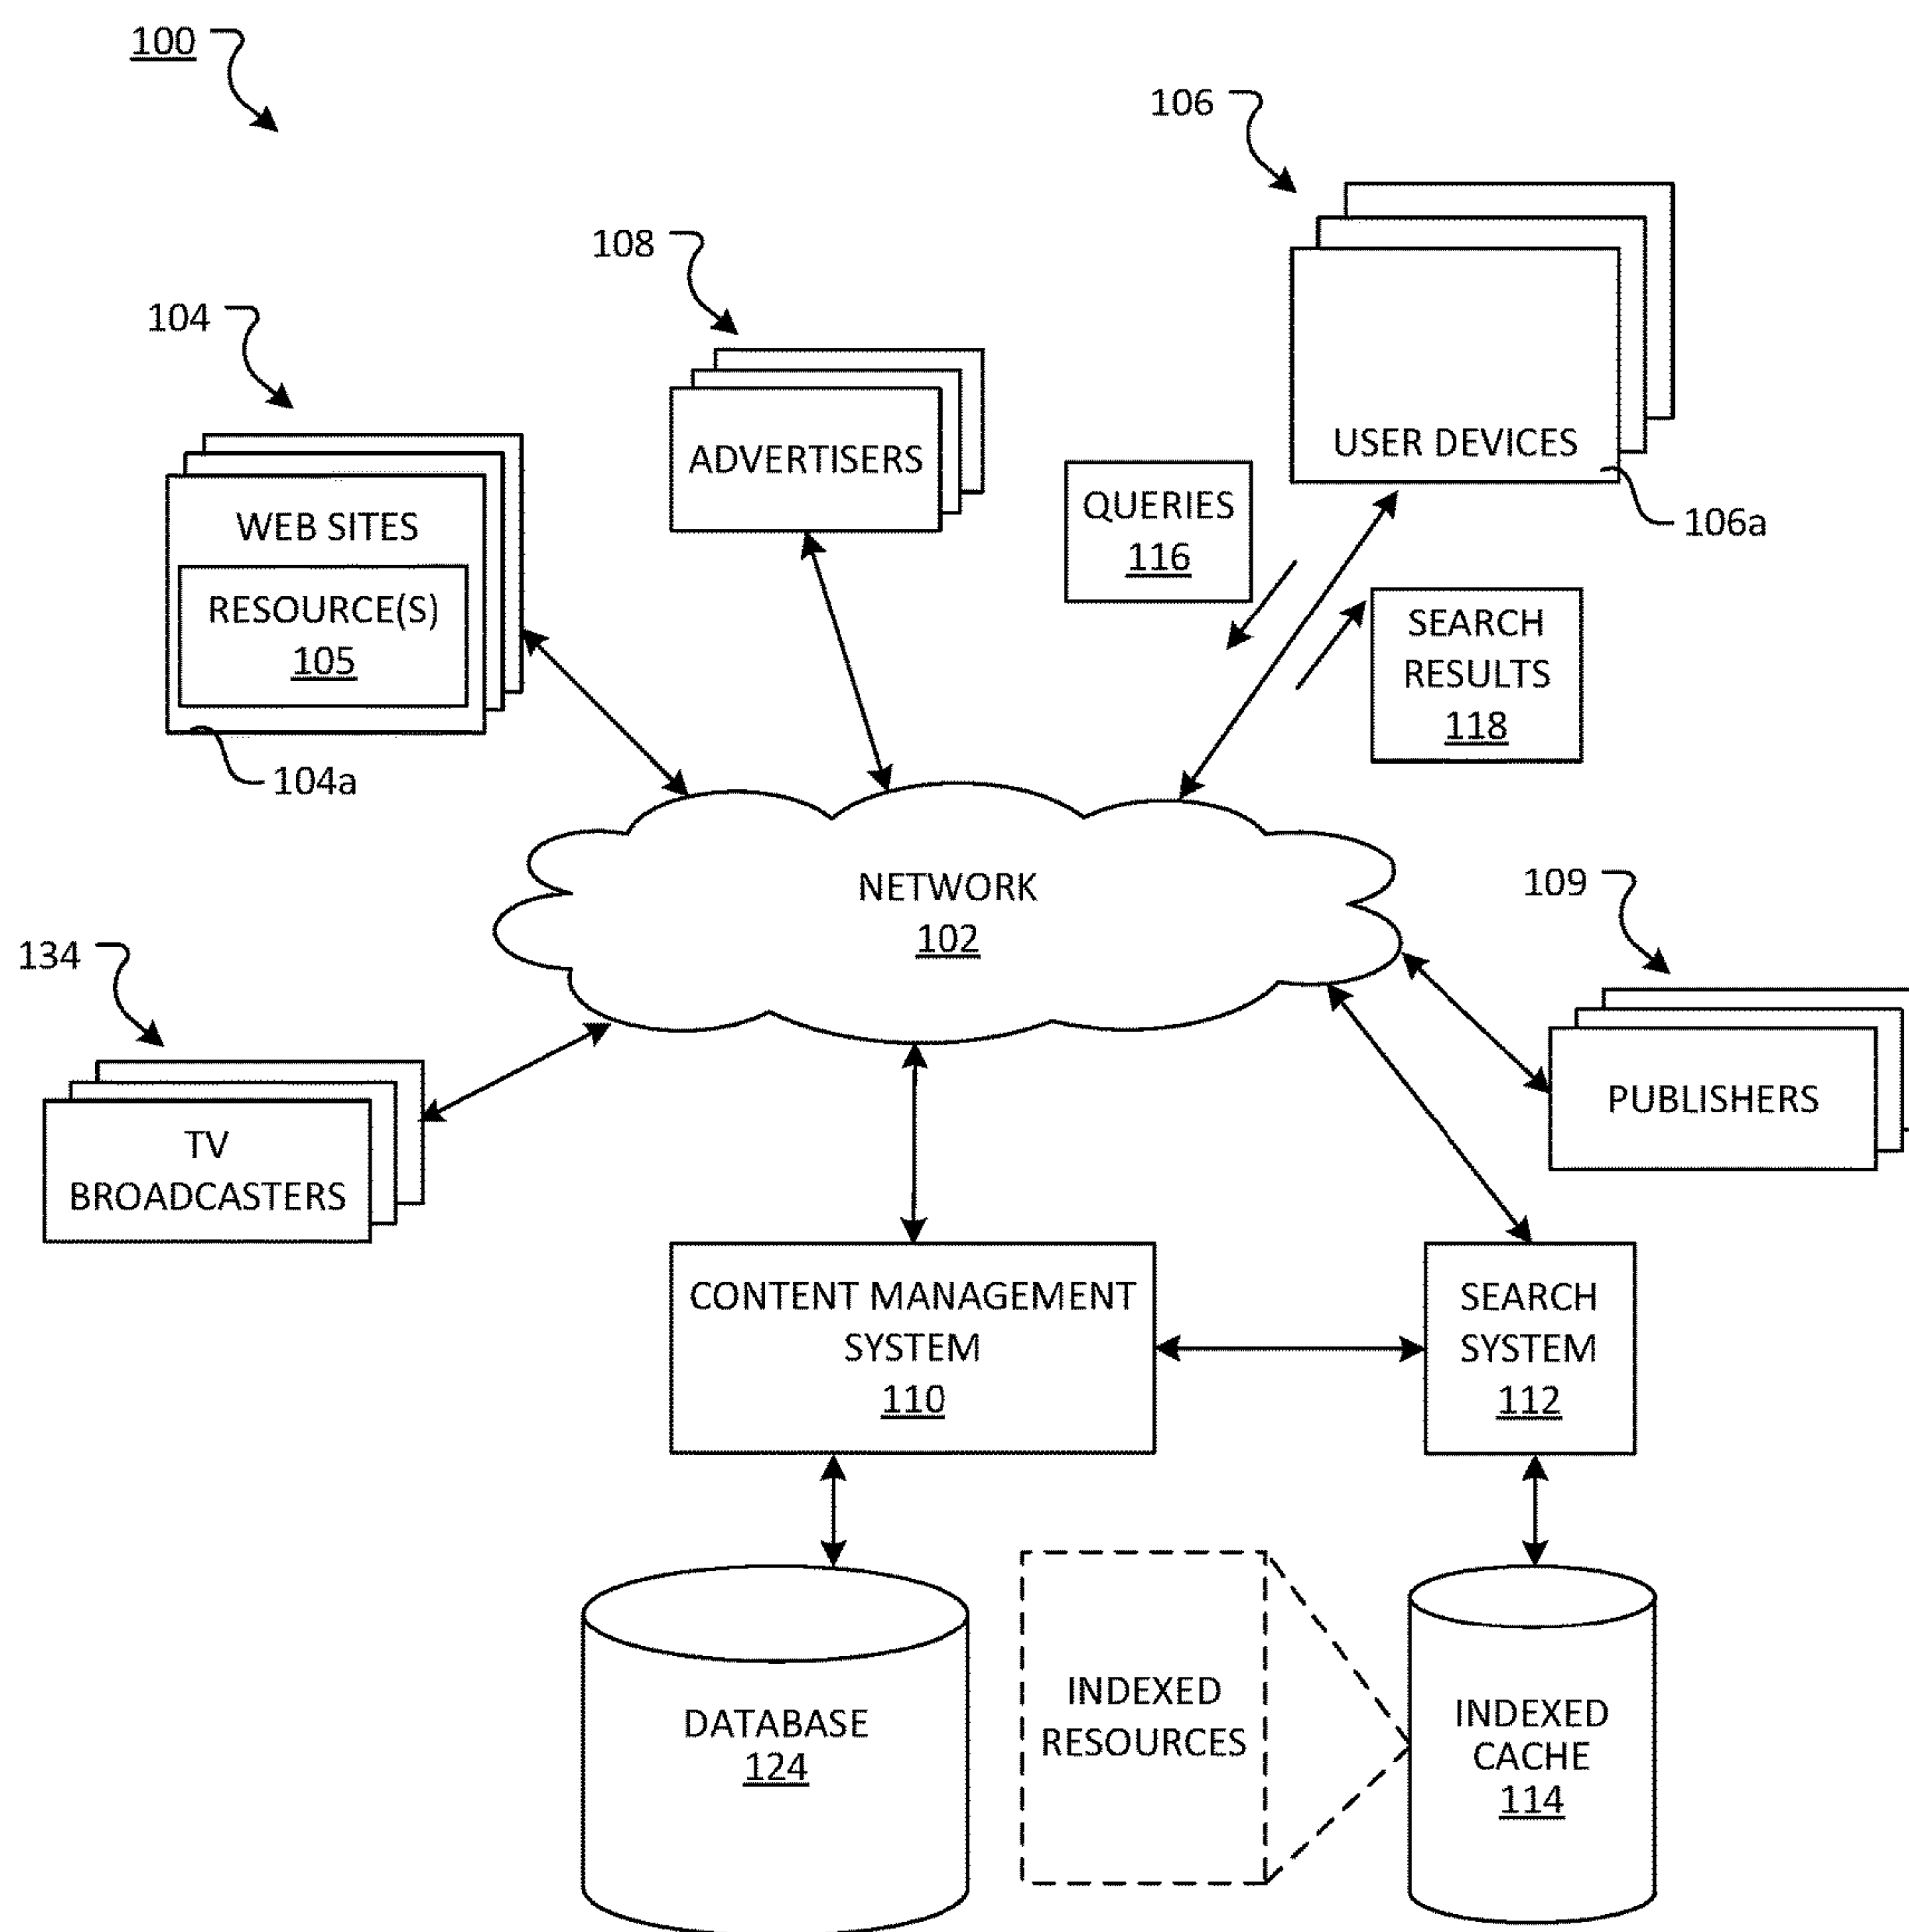 100
106
108
104
ADVERTISERS
USER DEVICES
106a
QUERIES
116
WEB SITES
RESOURCE(S)
105
104a
SEARCH
RESULTS
118
NETWORK
102
109
134
PUBLISHERS
TV
BROADCASTERS
CONTENT MANAGEMENT
SYSTEM
110
SEARCH
SYSTEM
112
DATABASE
124
INDEXED
RESOURCES
INDEXED
CACHE
114